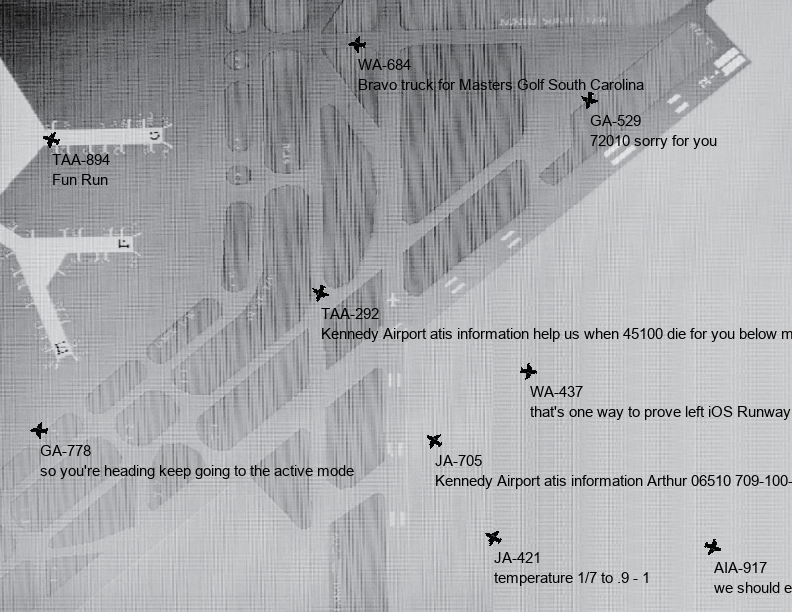 WA-684
Bravo truck for Masters Golf South Carolina
GA-529
72010 sorry for you
TAA-894
Fun Run
TAA-292
Kennedy Airport atis information help us when 45100 die for you below m
WA-437
that's one way to prove left iOS Runway
GA-778
so you're heading keep going to the active mode
JA-705
Kennedy Airport atis information Arthur 06510 709-100-
JA-421
temperature 1/7 to .9 - 1
AIA-917
we should e